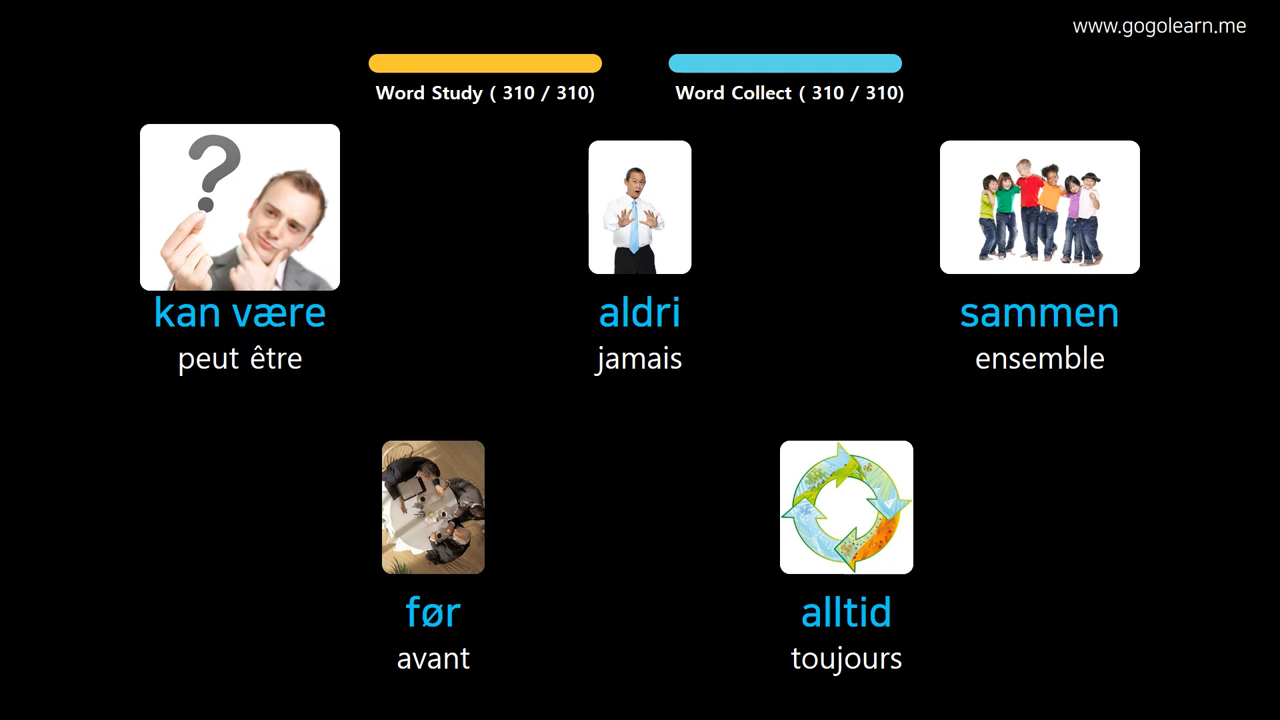 www.gogolearn.me
Word Study ( 310 / 310)
Word Collect ( 310 / 310)
kan være
peut être
aldri
jamais
sammen
ensemble
før
avant
alltid
toujours